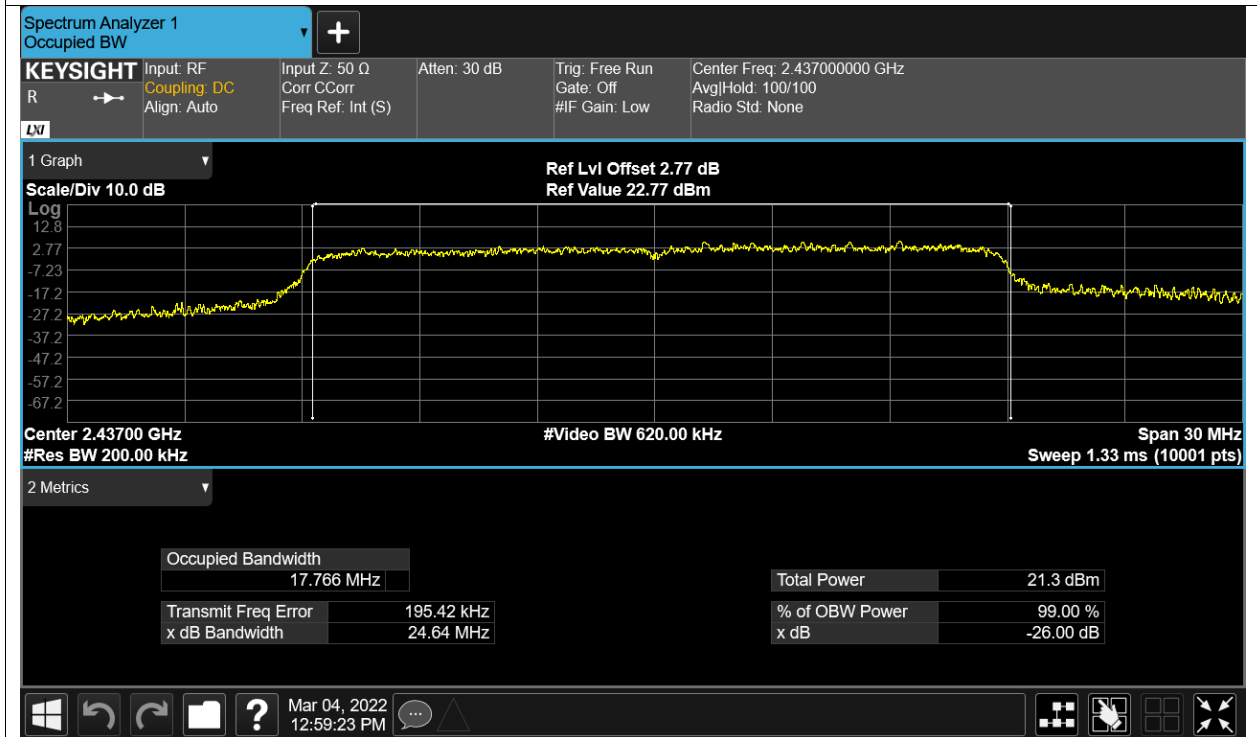 Spectrum Analyzer 1
Occupied BW
KEYSIGHT
R
LXI
Input: RF
Coupling: DC
Align: Auto
Input Z: 50 Ω
Corr CCorr
Freq Ref: Int (S)
Atten: 30 dB
Trig: Free Run
Gate: Off
#IF Gain: Low
Center Freq: 2.437000000 GHz
Avg|Hold: 100/100
Radio Std: None
1 Graph
Scale/Div 10.0 dB
Ref Lvl Offset 2.77 dB
Ref Value 22.77 dBm
Log
12.8
2.77
-7.23
-17.2
-27.2
-37.2
-47.2
-57.2
-67.2
Center 2.43700 GHz
#Video BW 620.00 kHz
Span 30 MHz
#Res BW 200.00 kHz
Sweep 1.33 ms (10001 pts)
2 Metrics
Occupied Bandwidth
17.766 MHz
Total Power 21.3 dBm
Transmit Freq Error 195.42 kHz
% of OBW Power 99.00 %
x dB Bandwidth 24.64 MHz
x dB -26.00 dB
?
Mar 04, 2022
12:59:23 PM